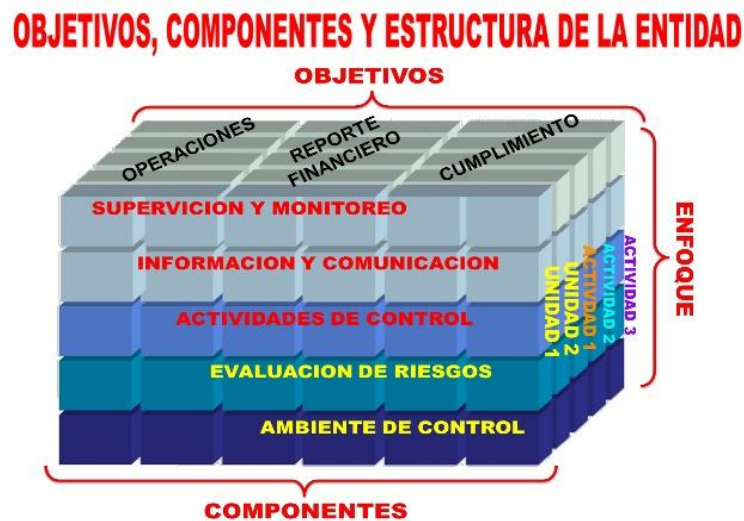 OBJETIVOS, COMPONENTES Y ESTRUCTURA DE LA ENTIDAD
OBJETIVOS
OPERACIONES
REPORTE
FINANCIERO
CUMPLIMIENTO
SUPERVICION Y MONITOREO
INFORMACION Y COMUNICACION
ACTIVIDADES DE CONTROL
EVALUACION DE RIESGOS
AMBIENTE DE CONTROL
UNIDAD 1
UNIDAD 2
ACTIVDAD 1
ACTIVIDAD 2
ACTIVIDAD 3
ENFOQUE
COMPONENTES